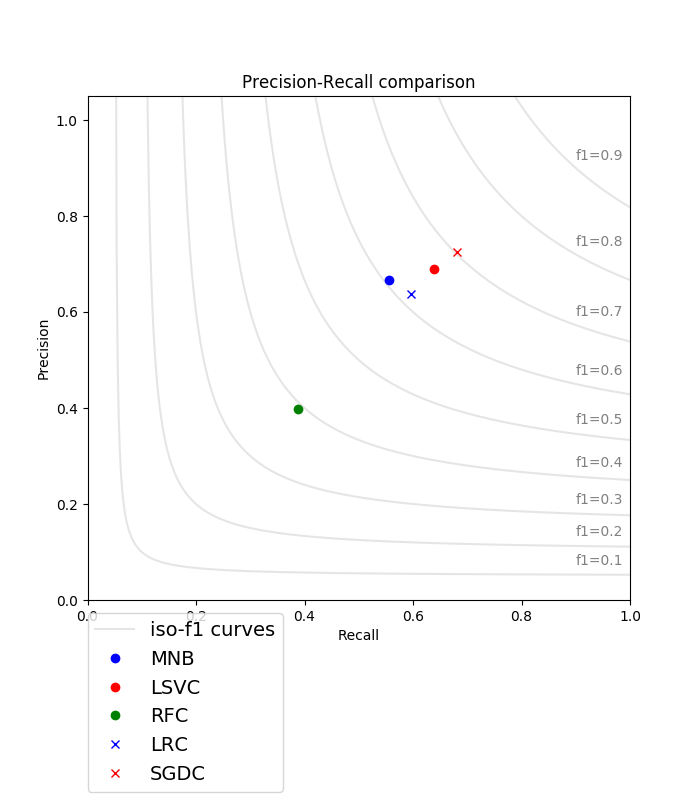 Precision-Recall comparison
1.0
0.8
0.6
0.4
0.2
0.0
Precision
f1=0.9
f1=0.8
f1=0.7
f1=0.6
f1=0.5
f1=0.4
f1=0.3
f1=0.2
f1=0.1
0.0 0.2 0.4 0.6 0.8 1.0
Recall
iso-f1 curves
MNB
LSVC
RFC
LRC
SGDC